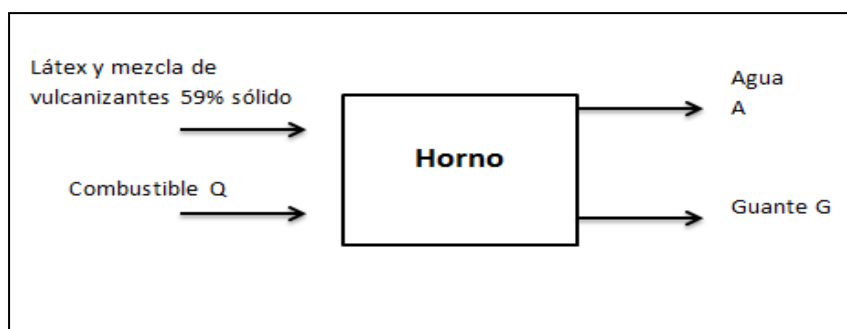 Látex y mezcla de
vulcanizantes 59% sólido
Combustible Q
Horno
Agua
A
Guante G